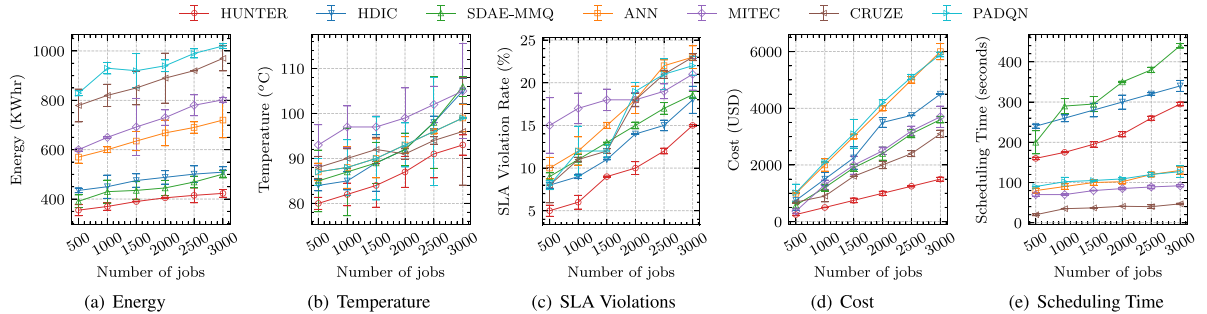 HUNTER HDIC SDAE-MMQ ANN MITEC CRUZE PADQN
Energy (KWhr)
1000
800
600
400
500 1000 1500 2000 2500 3000
Number of jobs
(a) Energy
Temperature (°C)
110
100
90
80
500 1000 1500 2000 2500 3000
Number of jobs
(b) Temperature
SLA Violation Rate (%)
25
20
15
10
5
500 1000 1500 2000 2500 3000
Number of jobs
(c) SLA Violations
Cost (USD)
6000
4000
2000
0
500 1000 1500 2000 2500 3000
Number of jobs
(d) Cost
Scheduling Time (seconds)
400
300
200
100
0
500 1000 1500 2000 2500 3000
Number of jobs
(e) Scheduling Time